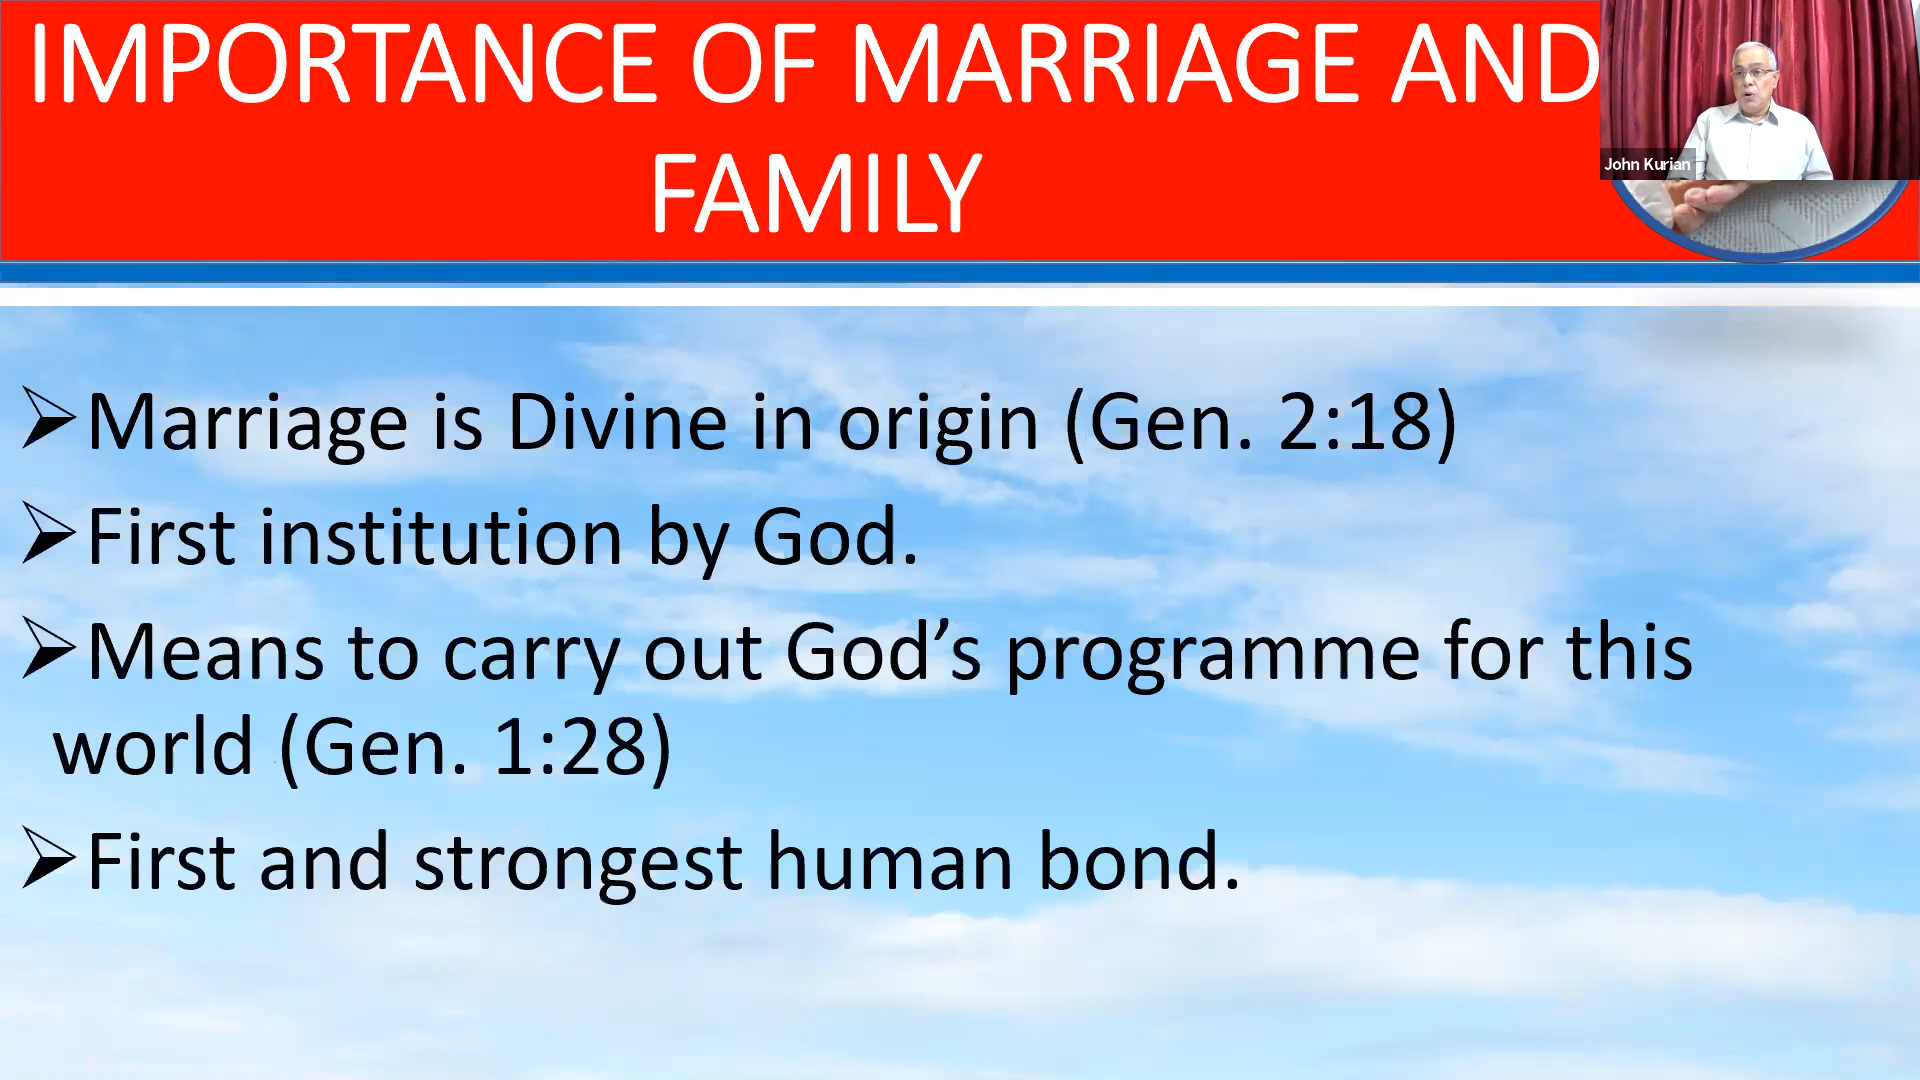 IMPORTANCE OF MARRIAGE AND
FAMILY
John Kurian
➢Marriage is Divine in origin (Gen. 2:18)
➢First institution by God.
➢Means to carry out God’s programme for this
world (Gen. 1:28)
➢First and strongest human bond.